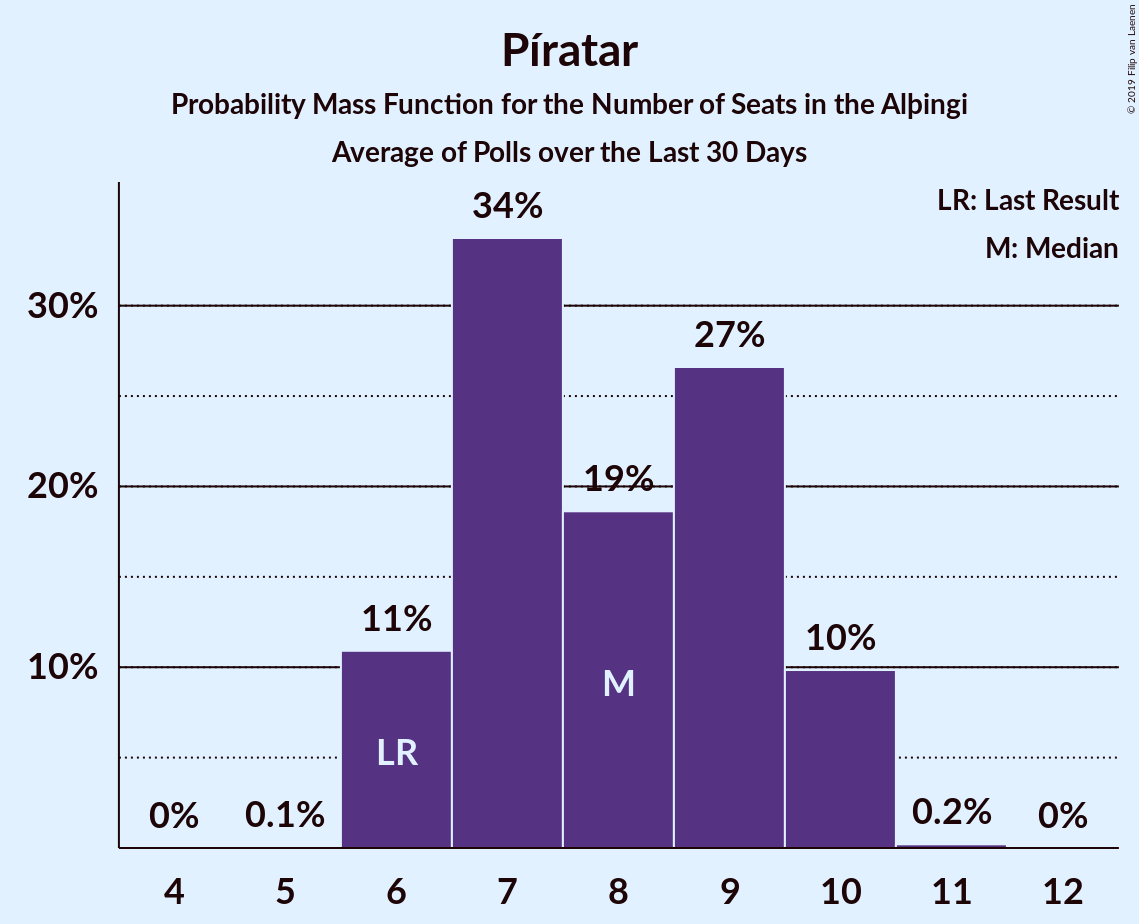 Píratar
Probability Mass Function for the Number of Seats in the Alþingi
Average of Polls over the Last 30 Days
© 2019 Filip van Laenen
LR: Last Result
M: Median
34%
30%
27%
20%
19%
11%
10%
10%
M
LR
0%
0.1%
0.2%
0%
4 5 6 7 8 9 10 11 12